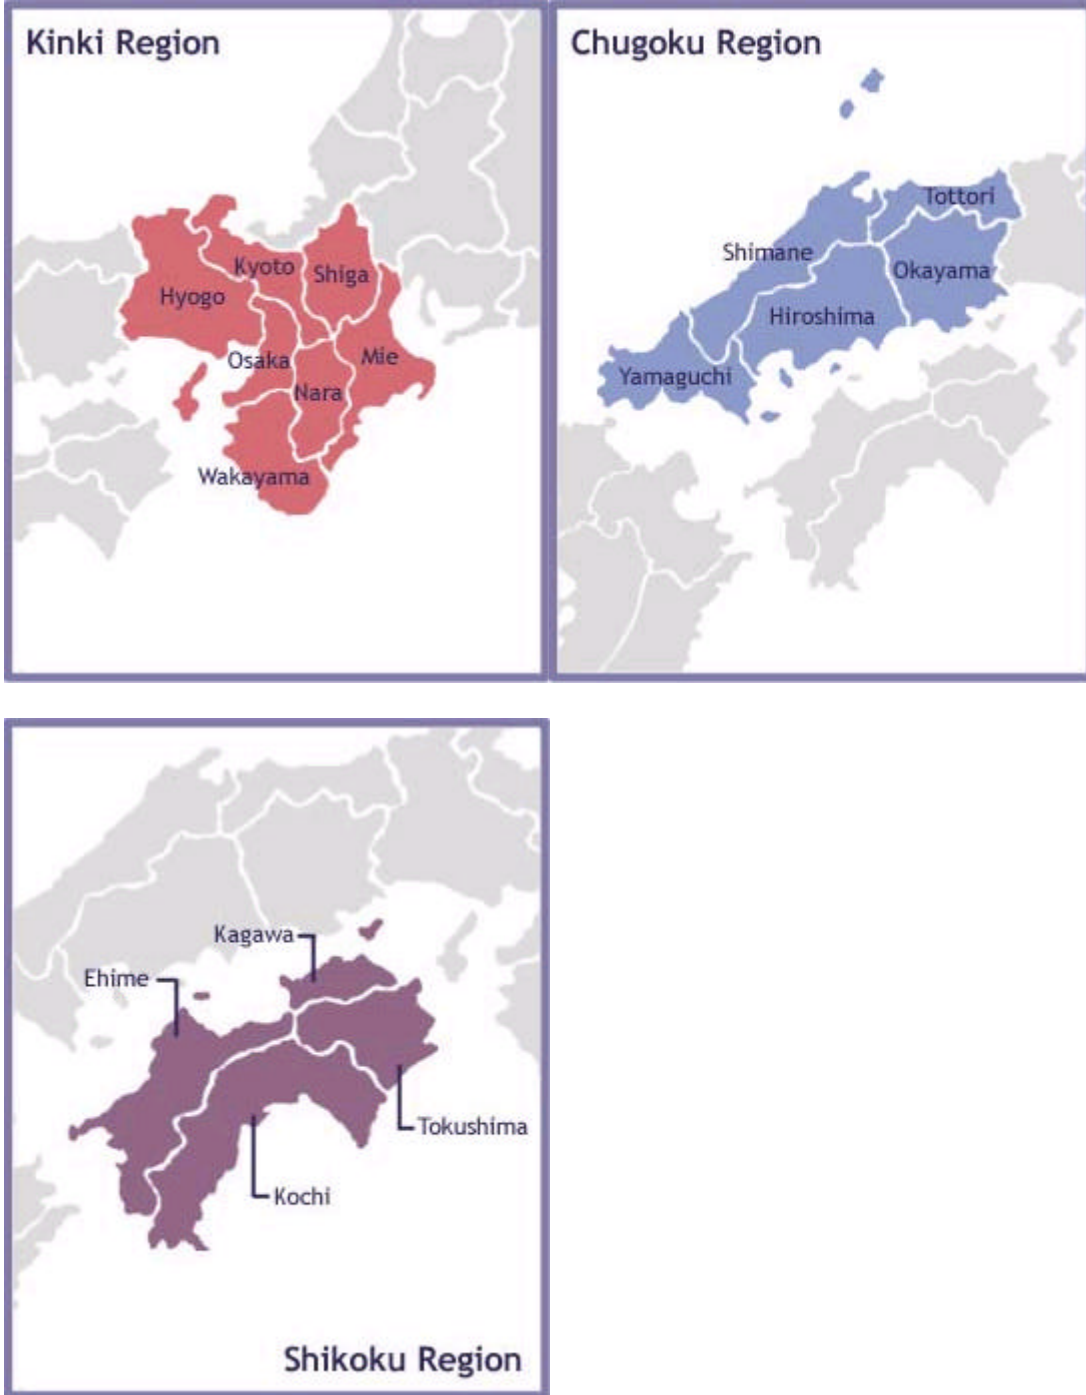 Kinki Region
Kyoto
Shiga
Hyogo
Osaka
Mie
Nara
Wakayama
Chugoku Region
Tottori
Shimane
Okayama
Hiroshima
Yamaguchi
Kagawa
Ehime
Tokushima
Kochi
Shikoku Region